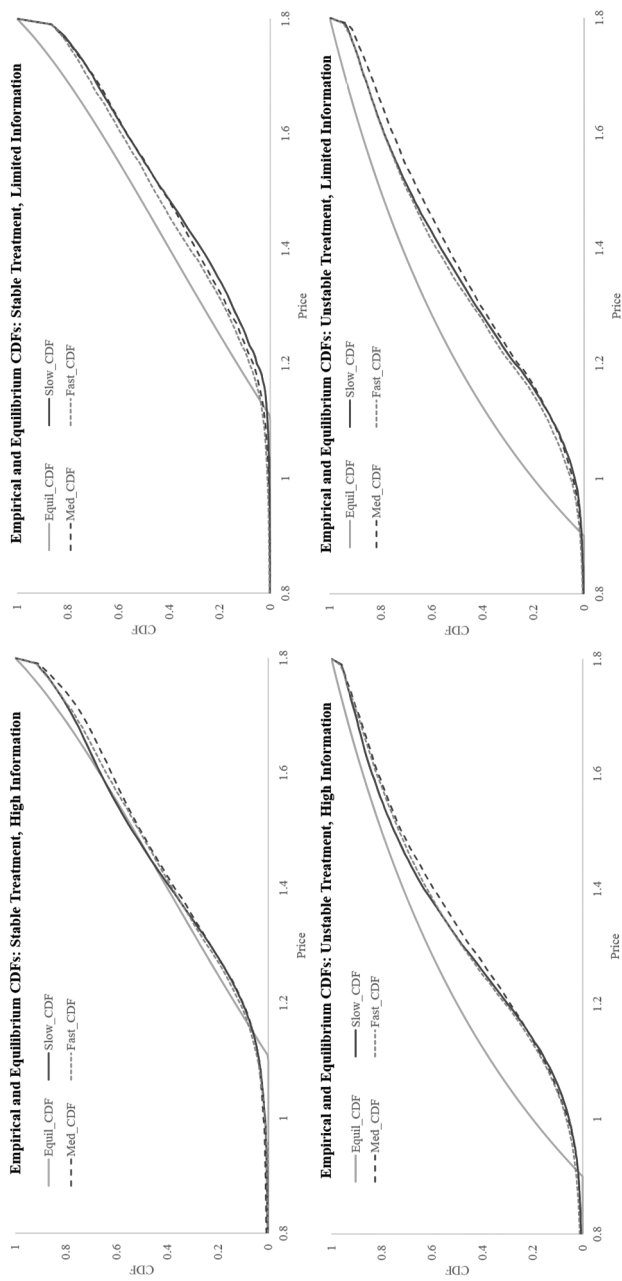 Empirical and Equilibrium CDFs: Stable Treatment, High Information
Equil_CDF
Slow_CDF
Med_CDF
Fast_CDF
CDF
1
0.8
0.6
0.4
0.2
0
0.8
1
1.2
1.4
1.6
1.8
Price
Empirical and Equilibrium CDFs: Stable Treatment, Limited Information
Equil_CDF
Slow_CDF
Med_CDF
Fast_CDF
CDF
1
0.8
0.6
0.4
0.2
0
0.8
1
1.2
1.4
1.6
1.8
Price
Empirical and Equilibrium CDFs: Unstable Treatment, High Information
Equil_CDF
Slow_CDF
Med_CDF
Fast_CDF
CDF
1
0.8
0.6
0.4
0.2
0
0.8
1
1.2
1.4
1.6
1.8
Price
Empirical and Equilibrium CDFs: Unstable Treatment, Limited Information
Equil_CDF
Slow_CDF
Med_CDF
Fast_CDF
CDF
1
0.8
0.6
0.4
0.2
0
0.8
1
1.2
1.4
1.6
1.8
Price